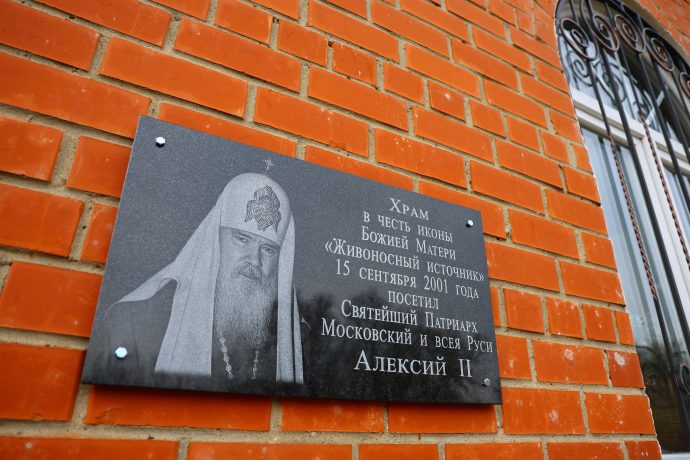 Храм
в честь иконы
Божией Матери
«Живоносный источник»
15 сентября 2001 года
посетил
Святейший Патриарх
Московский и всея Руси
Алексий II